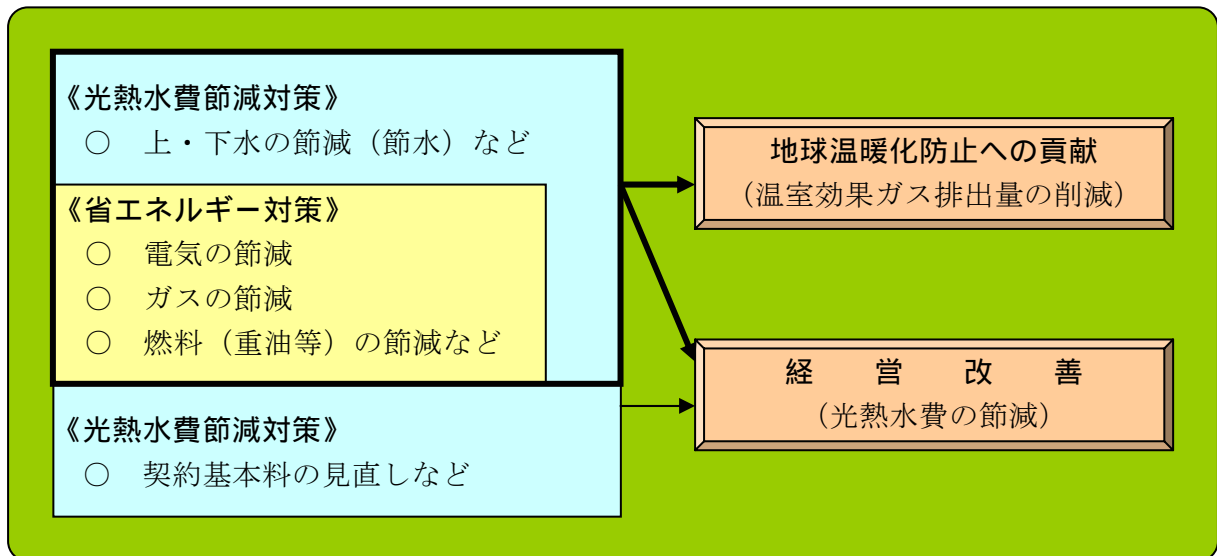 《光熱水費節減対策》
○ 上・下水の節減（節水）など
《省エネルギー対策》
○ 電気の節減
○ ガスの節減
○ 燃料（重油等）の節減など
《光熱水費節減対策》
○ 契約基本料の見直しなど
地球温暖化防止への貢献
（温室効果ガス排出量の削減）
経 営 改 善
（光熱水費の節減）